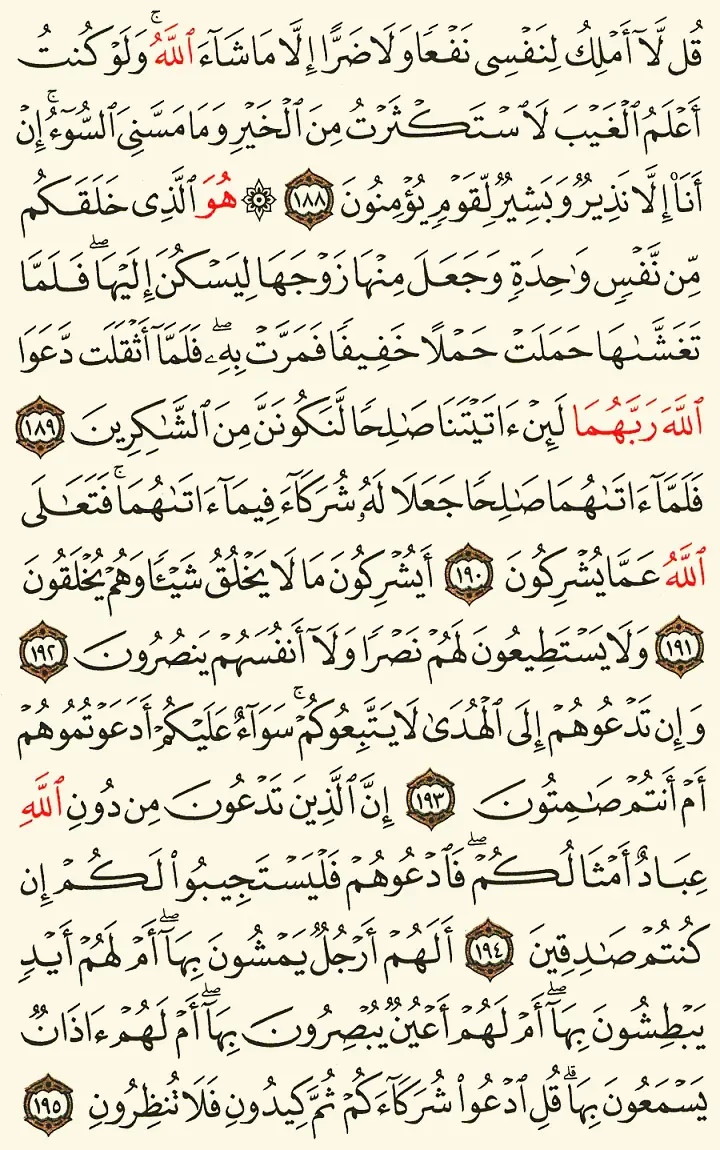 قُل لَّآ أَمْلِكُ لِنَفْسِى نَفْعًا وَلَا ضَرًّا إِلَّا مَا شَآءَ ٱللَّهُ ۚ وَلَوْ كُنتُ
أَعْلَمُ ٱلْغَيْبَ لَٱسْتَكْثَرْتُ مِنَ ٱلْخَيْرِ وَمَا مَسَّنِىَ ٱلسُّوٓءُ ۚ إِنْ
أَنَا۠ إِلَّا نَذِيرٌ وَبَشِيرٌ لِّقَوْمٍ يُؤْمِنُونَ ١٨٨ ۞ هُوَ ٱلَّذِى خَلَقَكُم
مِّن نَّفْسٍ وَٰحِدَةٍ وَجَعَلَ مِنْهَا زَوْجَهَا لِيَسْكُنَ إِلَيْهَا ۖ فَلَمَّا
تَغَشَّىٰهَا حَمَلَتْ حَمْلًا خَفِيفًا فَمَرَّتْ بِهِۦ ۖ فَلَمَّآ أَثْقَلَت دَّعَوَا
ٱللَّهَ رَبَّهُمَا لَئِنْ ءَاتَيْتَنَا صَٰلِحًا لَّنَكُونَنَّ مِنَ ٱلشَّٰكِرِينَ ١٨٩
فَلَمَّآ ءَاتَىٰهُمَا صَٰلِحًا جَعَلَا لَهُۥ شُرَكَآءَ فِيمَآ ءَاتَىٰهُمَا ۚ فَتَعَٰلَى
ٱللَّهُ عَمَّا يُشْرِكُونَ ١٩٠ أَيُشْرِكُونَ مَا لَا يَخْلُقُ شَيْـًٔا وَهُمْ يُخْلَقُونَ
١٩١ وَلَا يَسْتَطِيعُونَ لَهُمْ نَصْرًا وَلَآ أَنفُسَهُمْ يَنصُرُونَ ١٩٢
وَإِن تَدْعُوهُمْ إِلَى ٱلْهُدَىٰ لَا يَتَّبِعُوكُمْ ۚ سَوَآءٌ عَلَيْكُمْ أَدَعَوْتُمُوهُمْ
أَمْ أَنتُمْ صَٰمِتُونَ ١٩٣ إِنَّ ٱلَّذِينَ تَدْعُونَ مِن دُونِ ٱللَّهِ
عِبَادٌ أَمْثَالُكُمْ ۖ فَٱدْعُوهُمْ فَلْيَسْتَجِيبُوا۟ لَكُمْ إِن
كُنتُمْ صَٰدِقِينَ ١٩٤ أَلَهُمْ أَرْجُلٌ يَمْشُونَ بِهَآ ۖ أَمْ لَهُمْ أَيْدٍ
يَبْطِشُونَ بِهَآ ۖ أَمْ لَهُمْ أَعْيُنٌ يُبْصِرُونَ بِهَآ ۖ أَمْ لَهُمْ ءَاذَانٌ
يَسْمَعُونَ بِهَا ۗ قُلِ ٱدْعُوا۟ شُرَكَآءَكُمْ ثُمَّ كِيدُونِ فَلَا تُنظِرُونِ ١٩٥